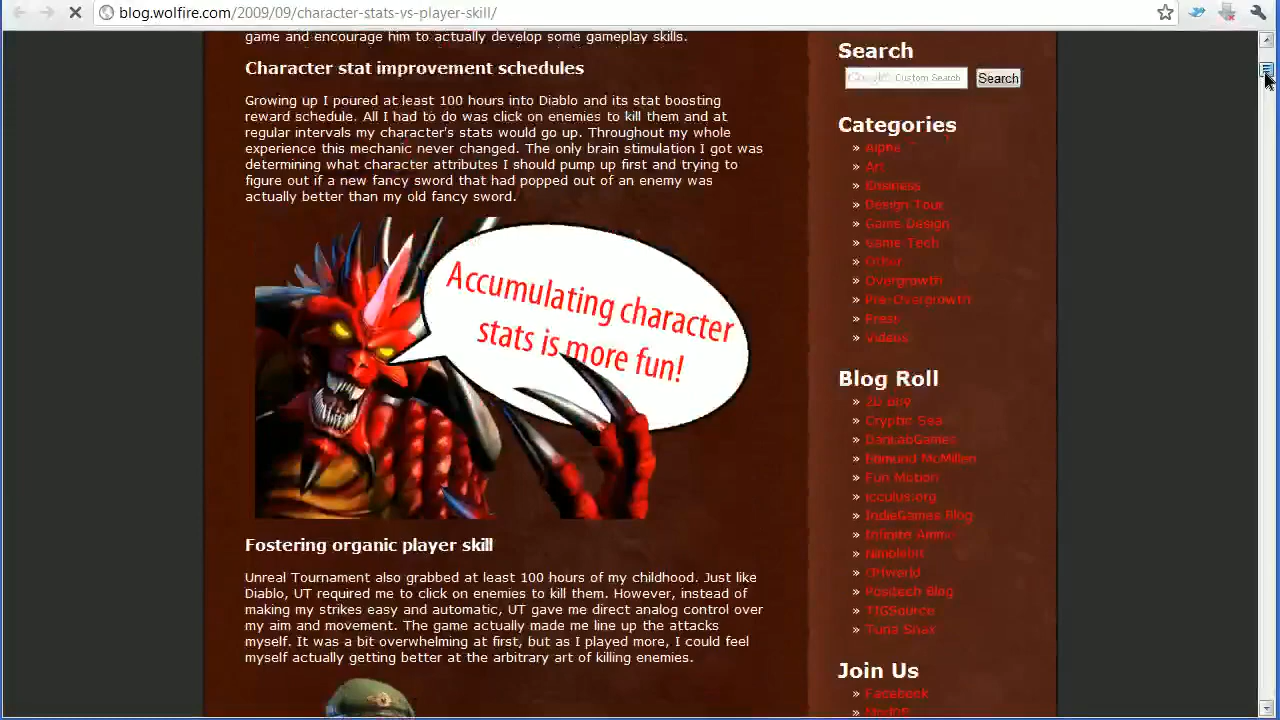 blog.wolfire.com/2009/09/character-stats-vs-player-skill/
game and encourage him to actually develop some gameplay skills.
Character stat improvement schedules
Growing up I poured at least 100 hours into Diablo and its stat boosting
reward schedule. All I had to do was click on enemies to kill them and at
regular intervals my character's stats would go up. Throughout my whole
experience this mechanic never changed. The only brain stimulation I got was
determining what character attributes I should pump up first and trying to
figure out if a new fancy sword that had popped out of an enemy was
actually better than my old fancy sword.
Accumulating character
stats is more fun!
Fostering organic player skill
Unreal Tournament also grabbed at least 100 hours of my childhood. Just like
Diablo, UT required me to click on enemies to kill them. However, instead of
making my strikes easy and automatic, UT gave me direct analog control over
my aim and movement. The game actually made me line up the attacks
myself. It was a bit overwhelming at first, but as I played more, I could feel
myself actually getting better at the arbitrary art of killing enemies.
Search
Google Custom Search Search
Categories
» Alpha
» Art
» Business
» Design Tour
» Game Design
» Game Tech
» Other
» Overgrowth
» Pre-Overgrowth
» Press
» Videos
Blog Roll
» 2D Boy
» Cryptic Sea
» DanLabGames
» Edmund McMillen
» Fun Motion
» icculus.org
» IndieGames Blog
» Infinite Ammo
» Nimblebit
» Offworld
» Positech Blog
» TIGSource
» Tuna Snax
Join Us
» Facebook
» ModDB